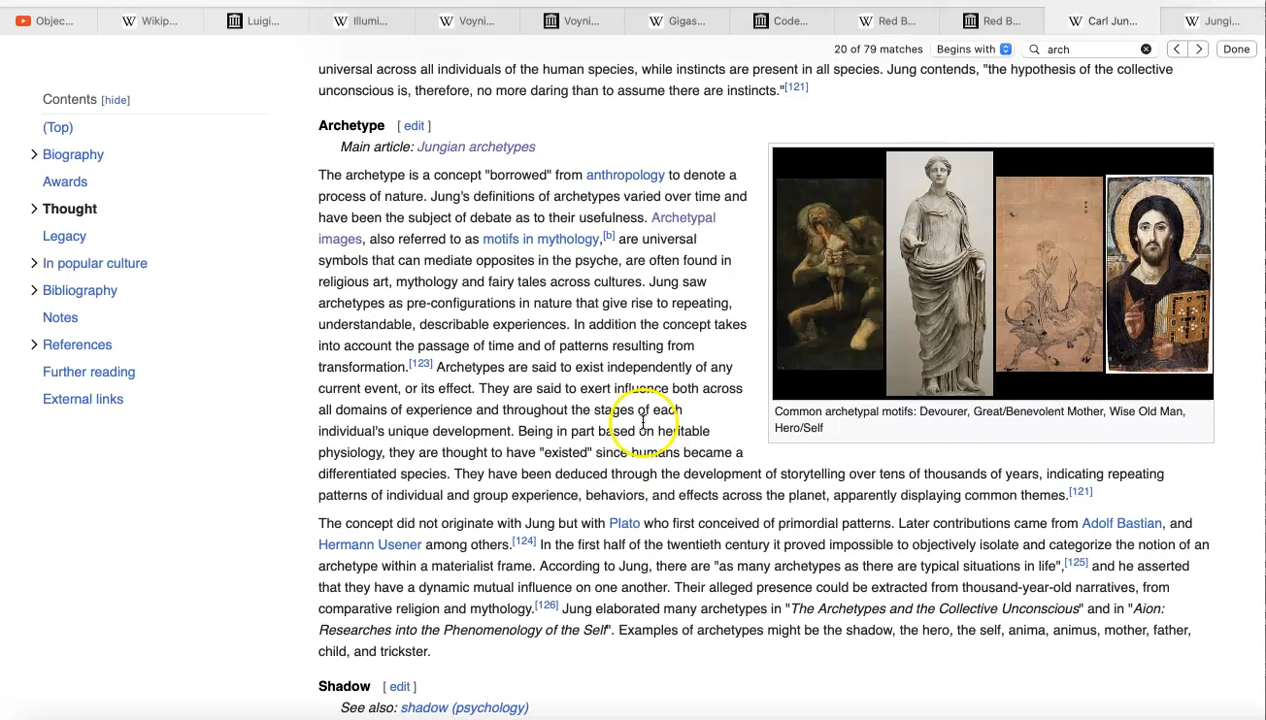 Objec...
Wikip...
Luigi...
Illumi...
Voyni...
Voyni...
Gigas...
Code...
Red B...
Red B...
Carl Jun...
Jungi...
20 of 79 matches
Begins with
arch
Done
universal across all individuals of the human species, while instincts are present in all species. Jung contends, "the hypothesis of the collective
unconscious is, therefore, no more daring than to assume there are instincts."[121]
Contents [hide]
(Top)
Biography
Awards
Thought
Legacy
In popular culture
Bibliography
Notes
References
Further reading
External links
Archetype [ edit ]
Main article: Jungian archetypes
The archetype is a concept "borrowed" from anthropology to denote a
process of nature. Jung's definitions of archetypes varied over time and
have been the subject of debate as to their usefulness. Archetypal
images, also referred to as motifs in mythology,[b] are universal
symbols that can mediate opposites in the psyche, are often found in
religious art, mythology and fairy tales across cultures. Jung saw
archetypes as pre-configurations in nature that give rise to repeating,
understandable, describable experiences. In addition the concept takes
into account the passage of time and of patterns resulting from
transformation.[123] Archetypes are said to exist independently of any
current event, or its effect. They are said to exert influence both across
all domains of experience and throughout the stages of each
individual's unique development. Being in part based on heritable
physiology, they are thought to have "existed" since humans became a
differentiated species. They have been deduced through the development of storytelling over tens of thousands of years, indicating repeating
patterns of individual and group experience, behaviors, and effects across the planet, apparently displaying common themes.[121]
Common archetypal motifs: Devourer, Great/Benevolent Mother, Wise Old Man,
Hero/Self
The concept did not originate with Jung but with Plato who first conceived of primordial patterns. Later contributions came from Adolf Bastian, and
Hermann Usener among others.[124] In the first half of the twentieth century it proved impossible to objectively isolate and categorize the notion of an
archetype within a materialist frame. According to Jung, there are "as many archetypes as there are typical situations in life",[125] and he asserted
that they have a dynamic mutual influence on one another. Their alleged presence could be extracted from thousand-year-old narratives, from
comparative religion and mythology.[126] Jung elaborated many archetypes in "The Archetypes and the Collective Unconscious" and in "Aion:
Researches into the Phenomenology of the Self". Examples of archetypes might be the shadow, the hero, the self, anima, animus, mother, father,
child, and trickster.
Shadow [ edit ]
See also: shadow (psychology)